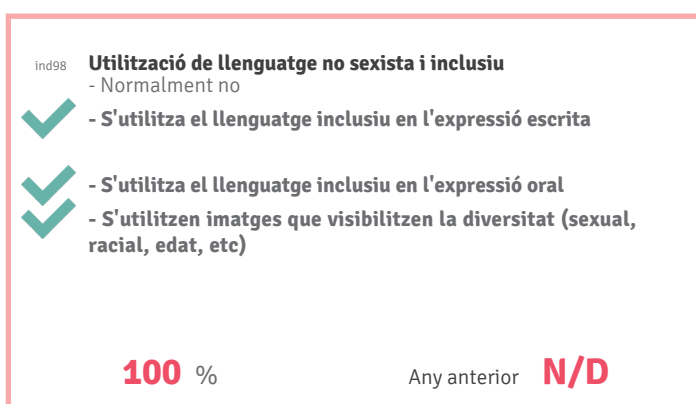 ind98 Utilització de llenguatge no sexista i inclusiu
- Normalment no
- S'utilitza el llenguatge inclusiu en l'expressió escrita
- S'utilitza el llenguatge inclusiu en l'expressió oral
- S'utilitzen imatges que visibilitzen la diversitat (sexual,
racial, edat, etc)
100 % Any anterior N/D